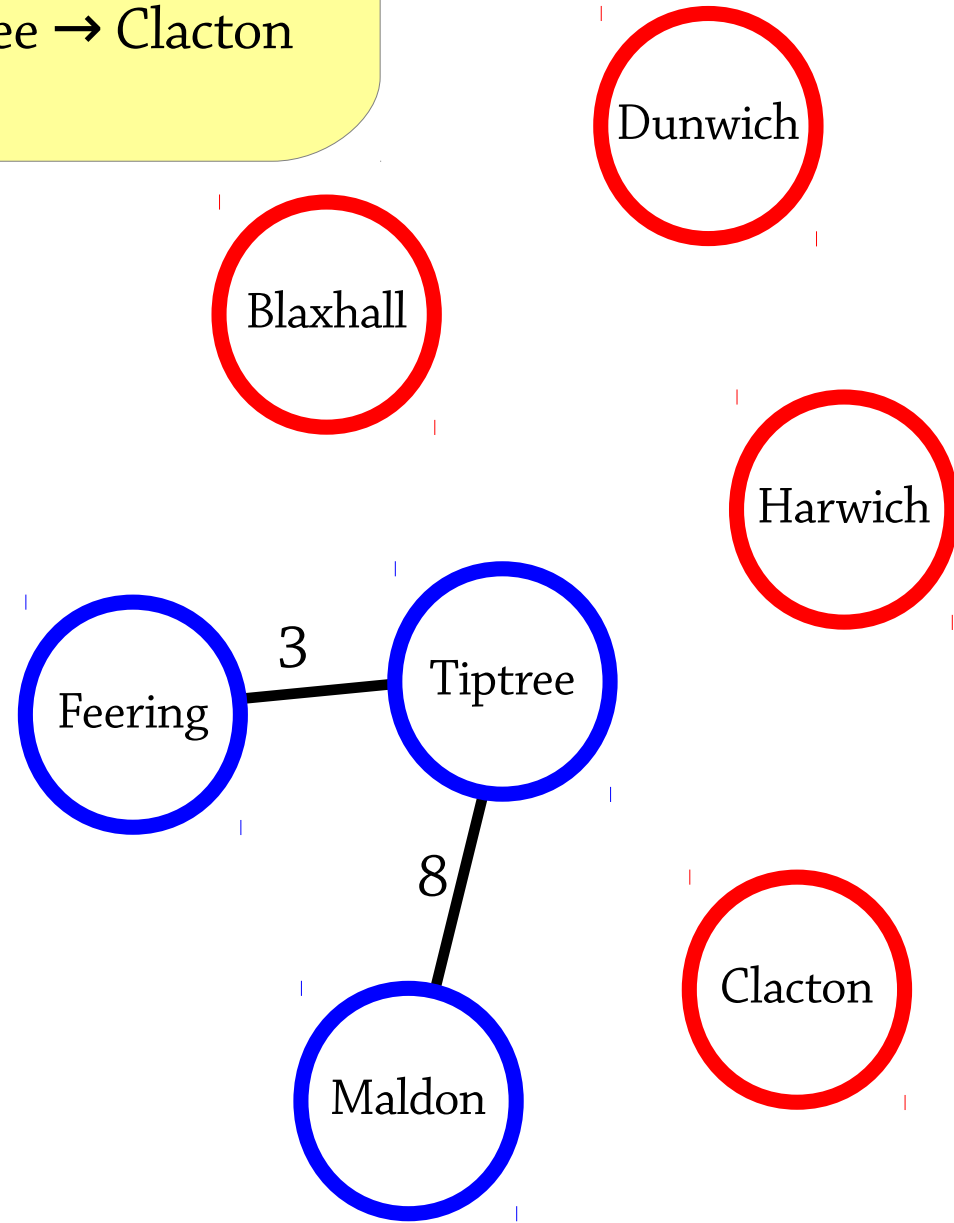 ee → Clacton
Dunwich
Blaxhall
Harwich
3
Tiptree
Feering
8
Clacton
Maldon